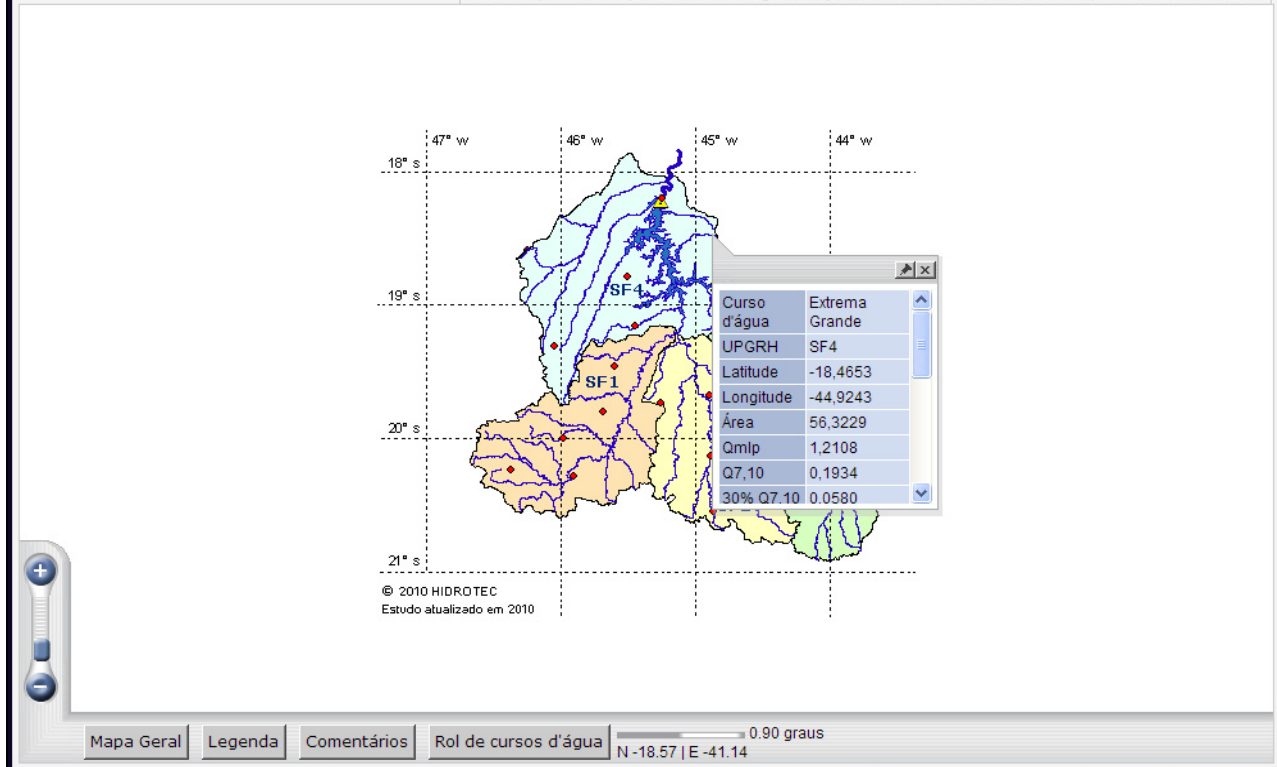 47° w
46° w
45° w
44° w
18° s
19° s
SF4
Curso d'água Extrema Grande
UPGRH SF4
Latitude -18,4653
Longitude -44,9243
Área 56,3229
Qmlp 1,2108
Q7,10 0,1934
30% Q7,10 0,0580
SF1
20° s
21° s
© 2010 HIDROTEC
Estudo atualizado em 2010
Mapa Geral
Legenda
Comentários
Rol de cursos d'água
0.90 graus
N -18.57 | E -41.14